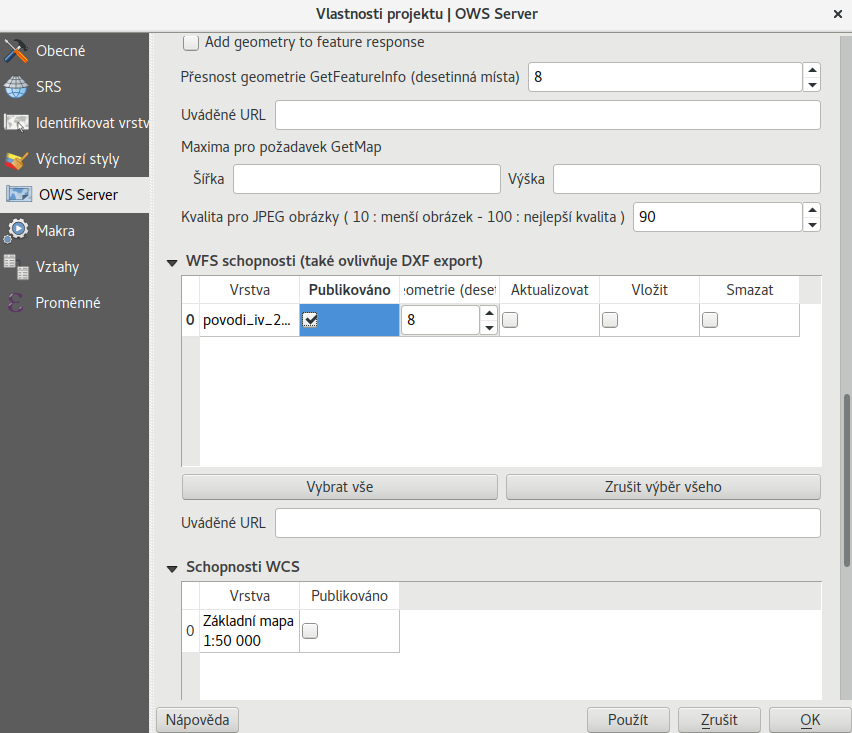 Vlastnosti projektu | OWS Server
Obecné
SRS
Identifikovat vrstv
Výchozí styly
OWS Server
Makra
Vztahy
Proměnné
Add geometry to feature response
Přesnost geometrie GetFeatureInfo (desetinná místa) 8
Uváděné URL
Maxima pro požadavek GetMap
Šířka Výška
Kvalita pro JPEG obrázky ( 10 : menší obrázek - 100 : nejlepší kvalita ) 90
WFS schopnosti (také ovlivňuje DXF export)
Vrstva Publikováno ometrie (deset Aktualizovat Vložit Smazat
0 povodi_iv_2... 8
Vybrat vše Zrušit výběr všeho
Uváděné URL
Schopnosti WCS
Vrstva Publikováno
0 Základní mapa
1:50 000
Nápověda Použít Zrušit OK